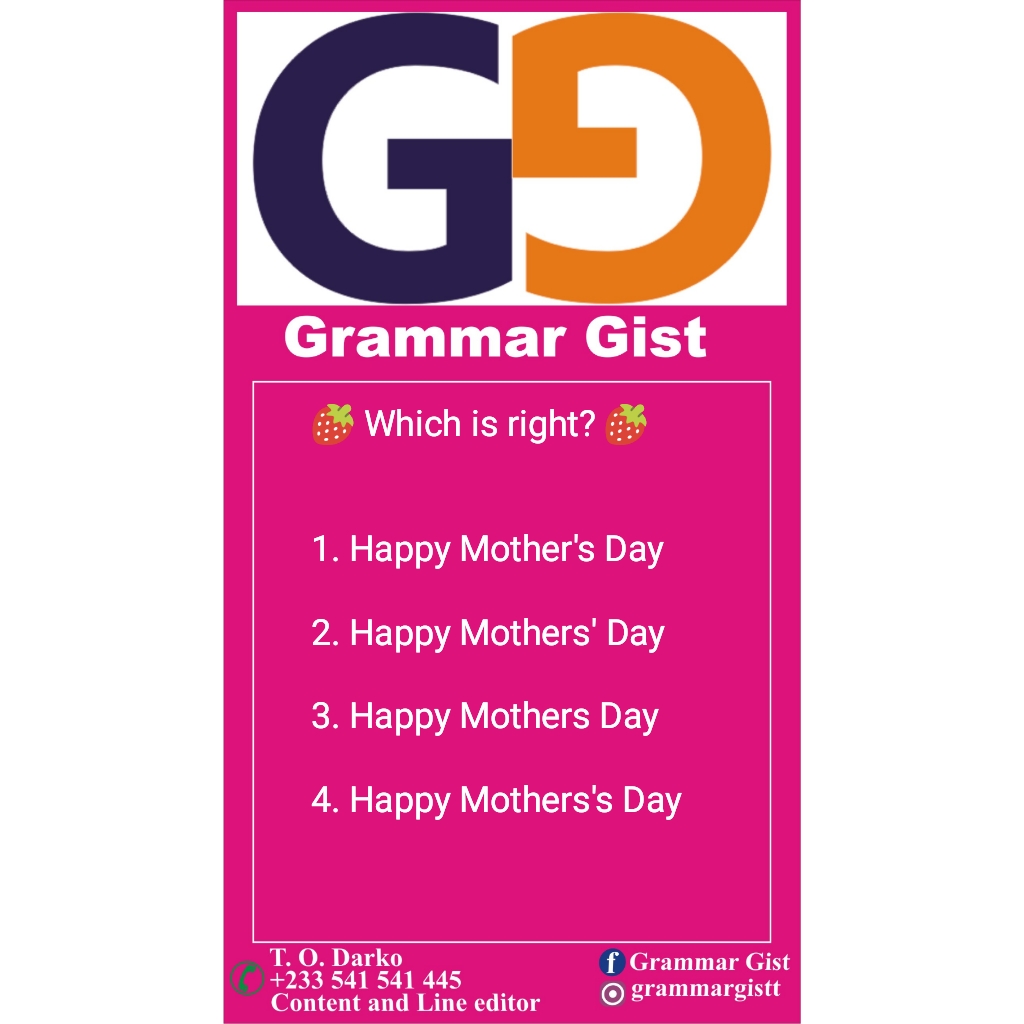 GG
Grammar Gist
🍓 Which is right? 🍓
1. Happy Mother's Day
2. Happy Mothers' Day
3. Happy Mothers Day
4. Happy Mothers's Day
T. O. Darko
+233 541 541 445
Content and Line editor
f Grammar Gist
grammargistt